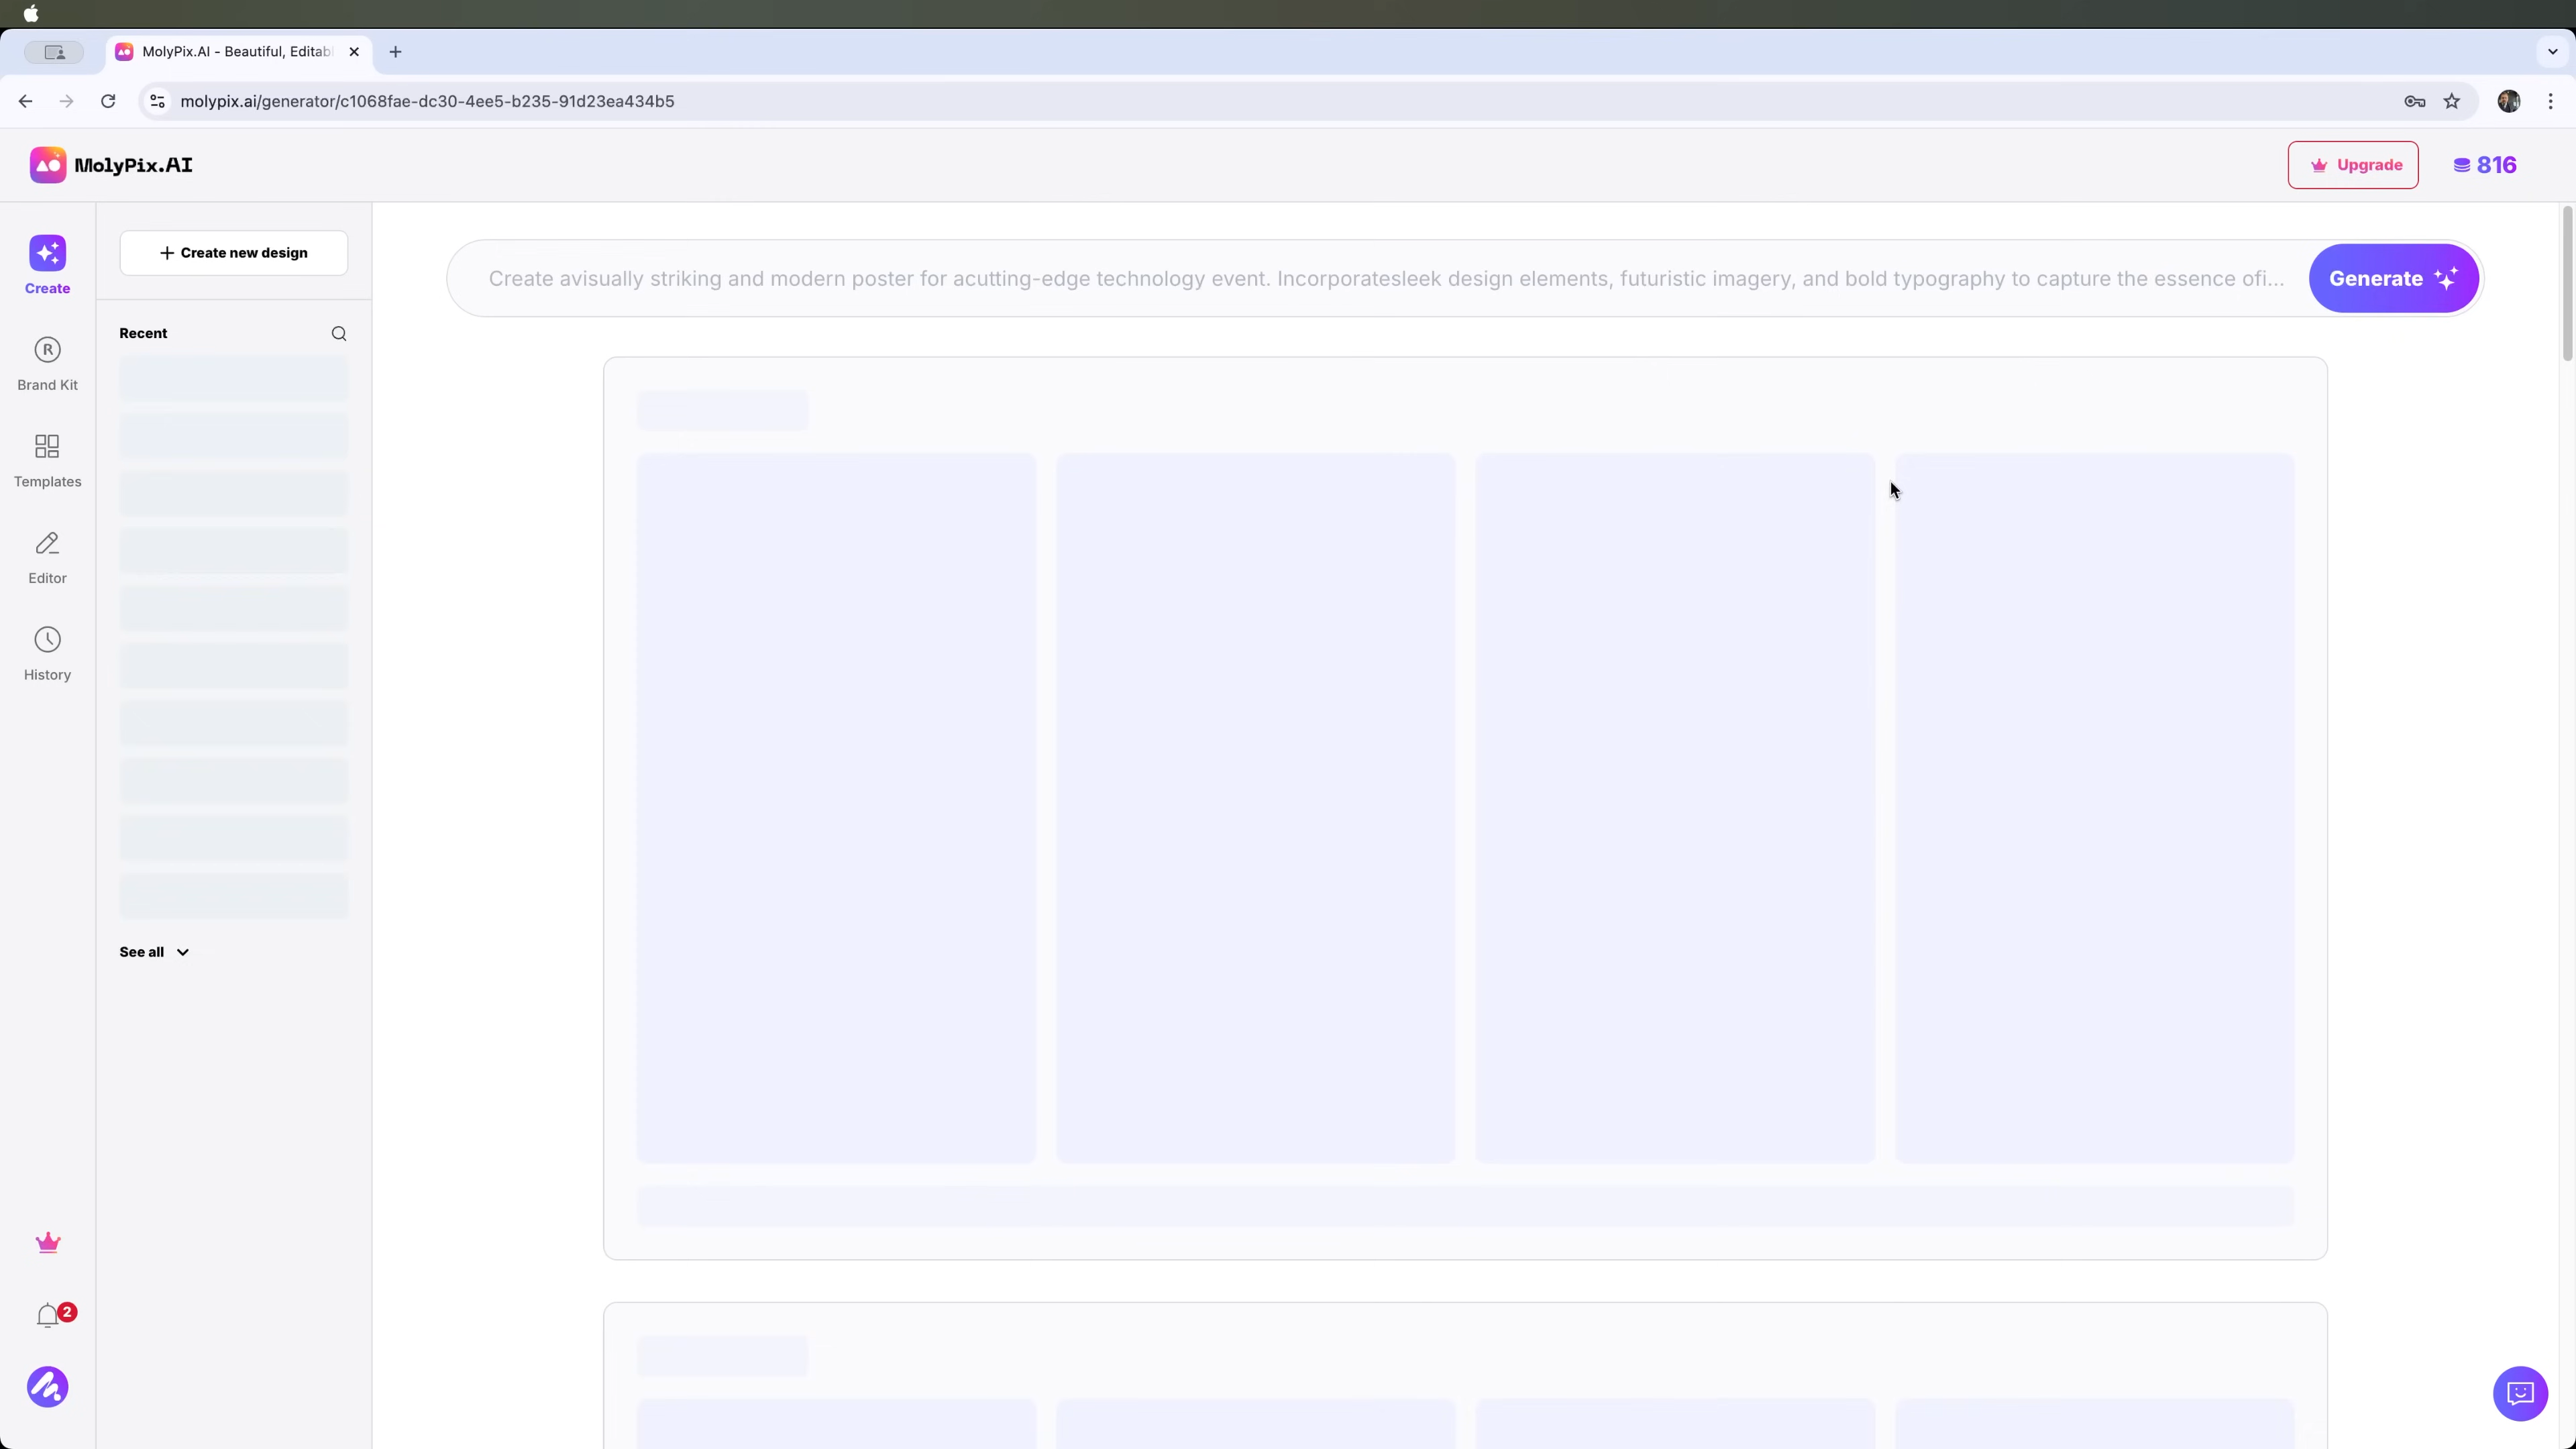 MolyPix.AI - Beautiful, Editab
molypix.ai/generator/c1068fae-dc30-4ee5-b235-91d23ea434b5
MolyPix.AI
Upgrade
816
Create
Brand Kit
Templates
Editor
History
2
Create new design
Recent
See all
Create avisually striking and modern poster for acutting-edge technology event. Incorporatesleek design elements, futuristic imagery, and bold typography to capture the essence ofi...
Generate